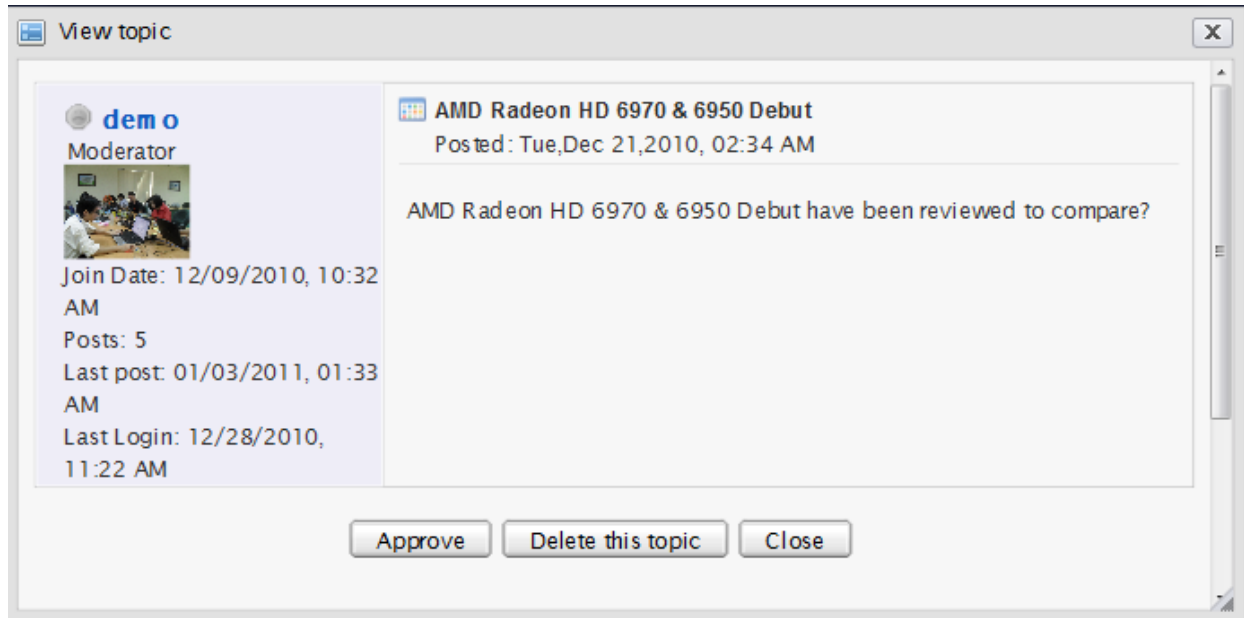 View topic
X
demo
Moderator
Join Date: 12/09/2010, 10:32
AM
Posts: 5
Last post: 01/03/2011, 01:33
AM
Last Login: 12/28/2010,
11:22 AM
AMD Radeon HD 6970 & 6950 Debut
Posted: Tue,Dec 21,2010, 02:34 AM
AMD Radeon HD 6970 & 6950 Debut have been reviewed to compare?
Approve
Delete this topic
Close